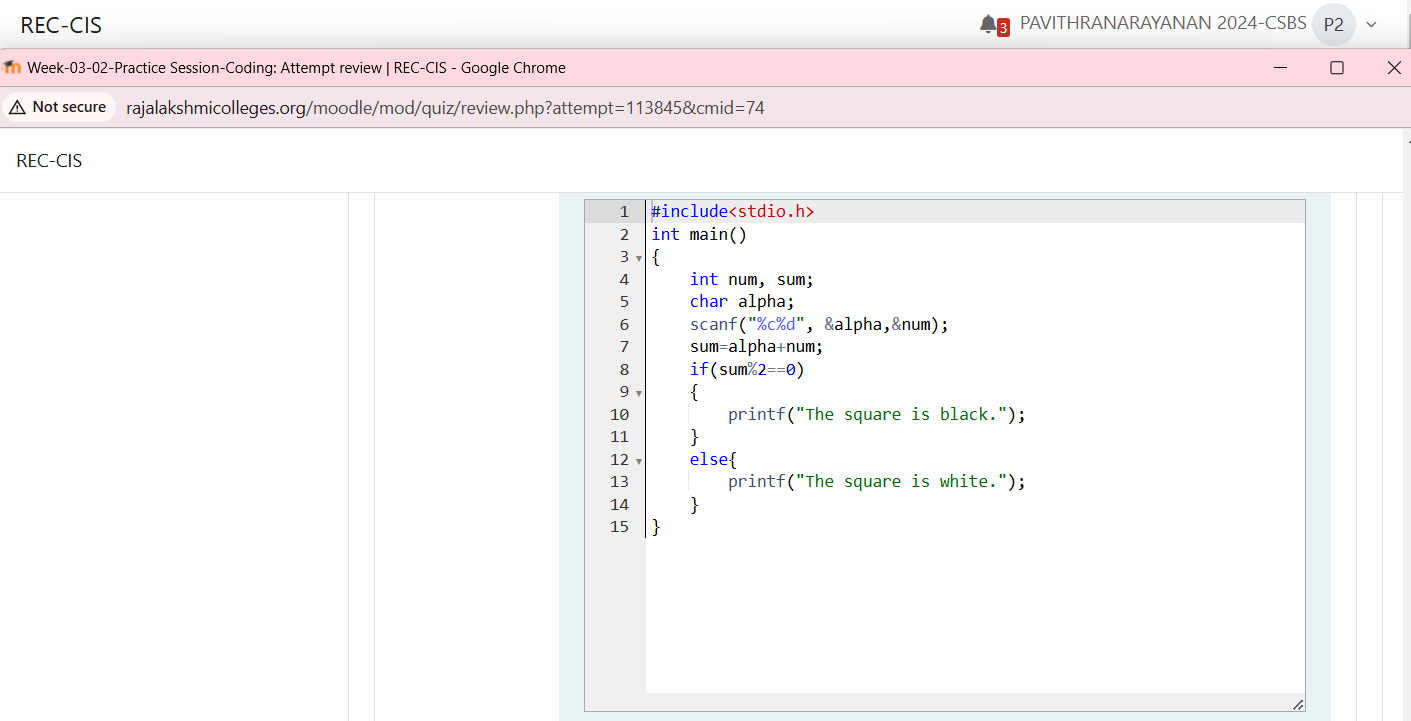 REC-CIS
3 PAVITHRANARAYANAN 2024-CSBS P2
Week-03-02-Practice Session-Coding: Attempt review | REC-CIS - Google Chrome
Not secure rajalakshmicolleges.org/moodle/mod/quiz/review.php?attempt=113845&cmid=74
REC-CIS
1 #include<stdio.h>
2 int main()
3 {
4     int num, sum;
5     char alpha;
6     scanf("%c%d", &alpha,&num);
7     sum=alpha+num;
8     if(sum%2==0)
9     {
10         printf("The square is black.");
11     }
12     else{
13         printf("The square is white.");
14     }
15 }